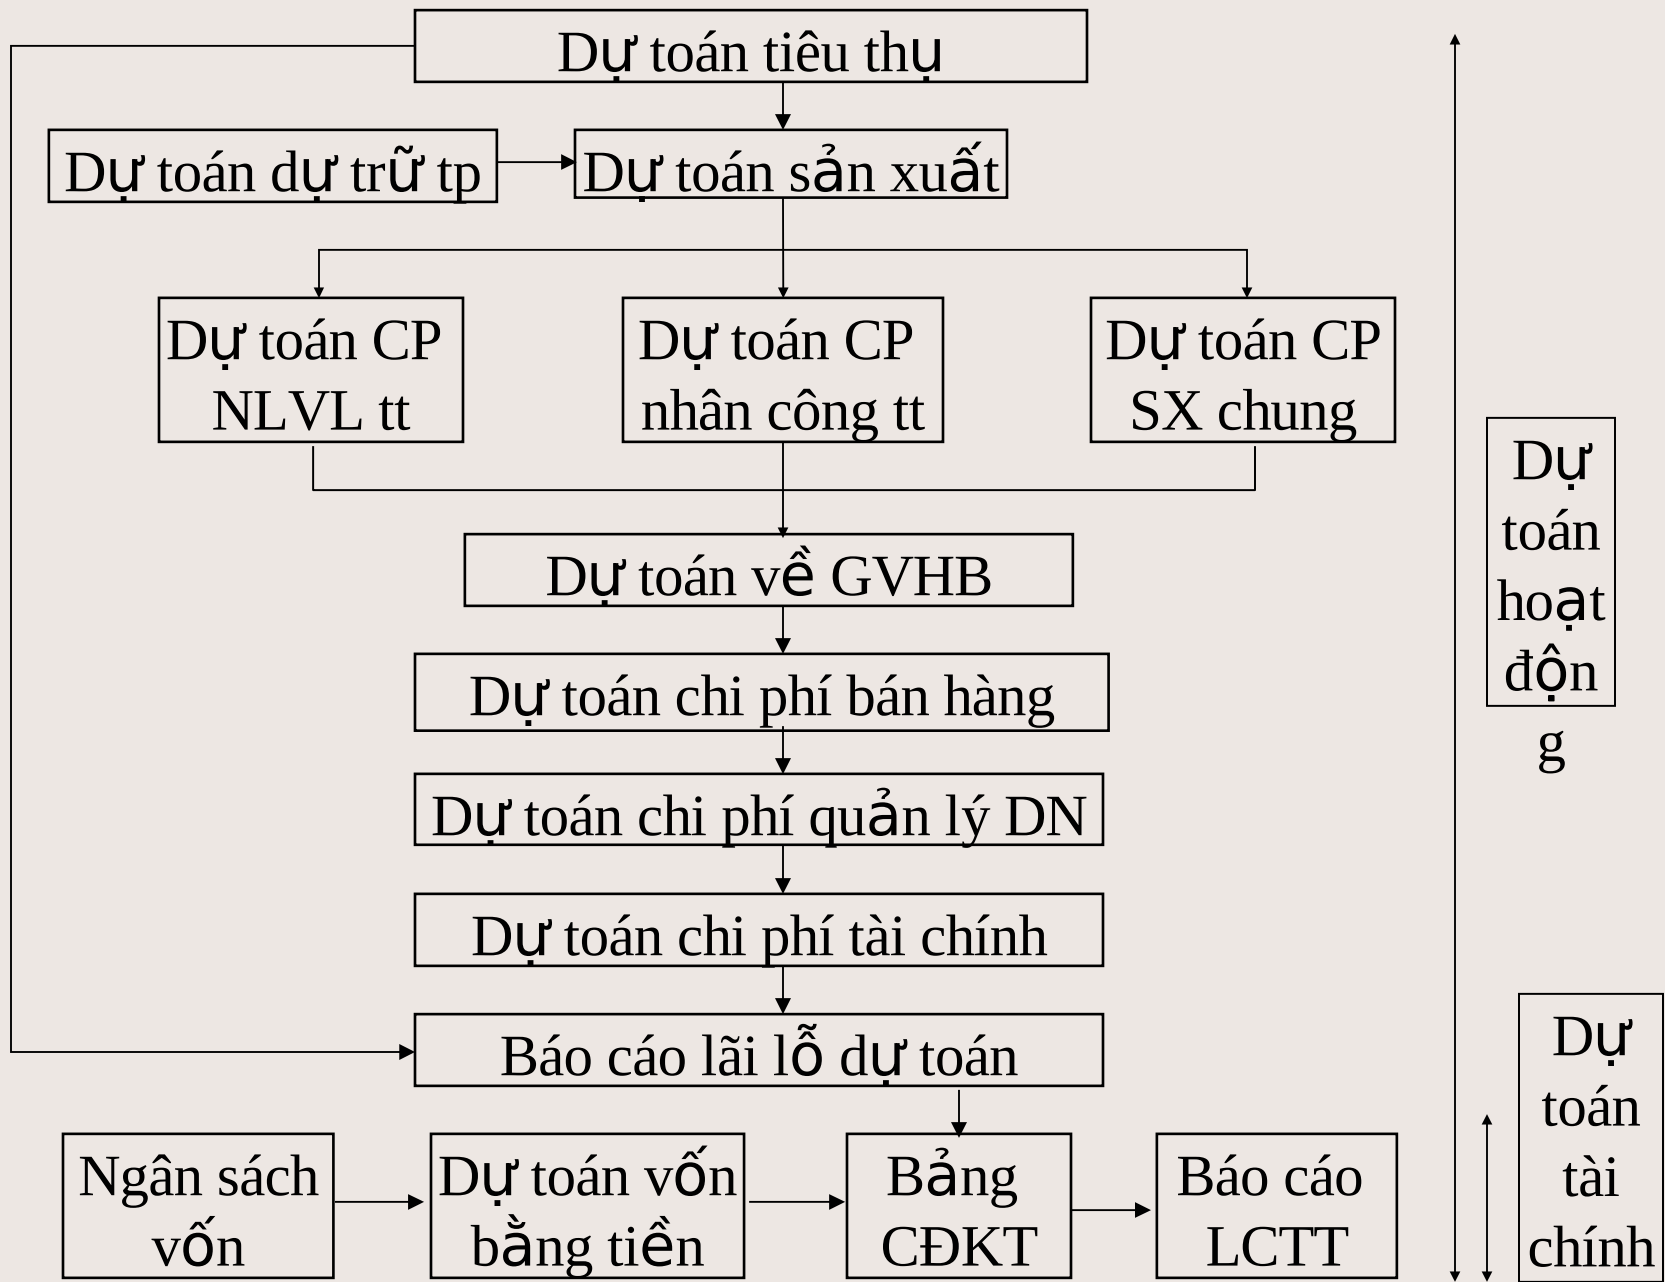 Dự toán tiêu thụ
Dự toán dự trữ tp
Dự toán sản xuất
Dự toán CP
NLVL tt
Dự toán CP
nhân công tt
Dự toán CP
SX chung
Dự
toán
hoạt
độn
g
Dự toán về GVHB
Dự toán chi phí bán hàng
Dự toán chi phí quản lý DN
Dự toán chi phí tài chính
Báo cáo lãi lỗ dự toán
Ngân sách
vốn
Dự toán vốn
bằng tiền
Bảng
CĐKT
Báo cáo
LCTT
Dự
toán
tài
chính